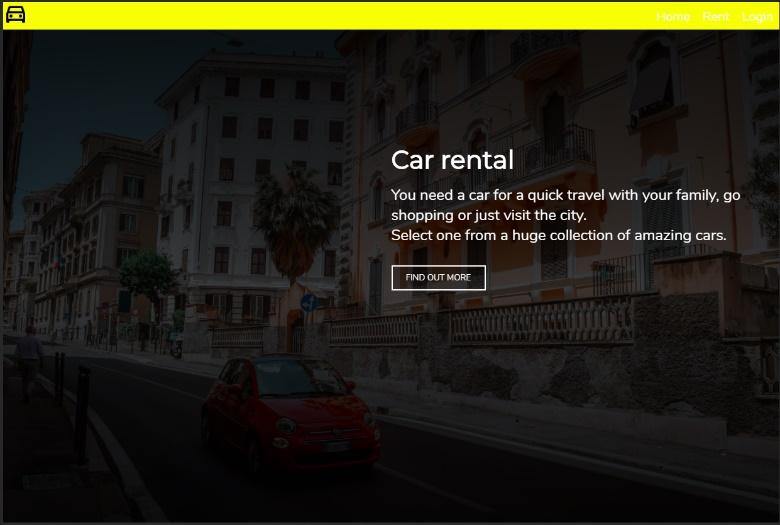 Home Rent Login
Car rental
You need a car for a quick travel with your family, go
shopping or just visit the city.
Select one from a huge collection of amazing cars.
FIND OUT MORE